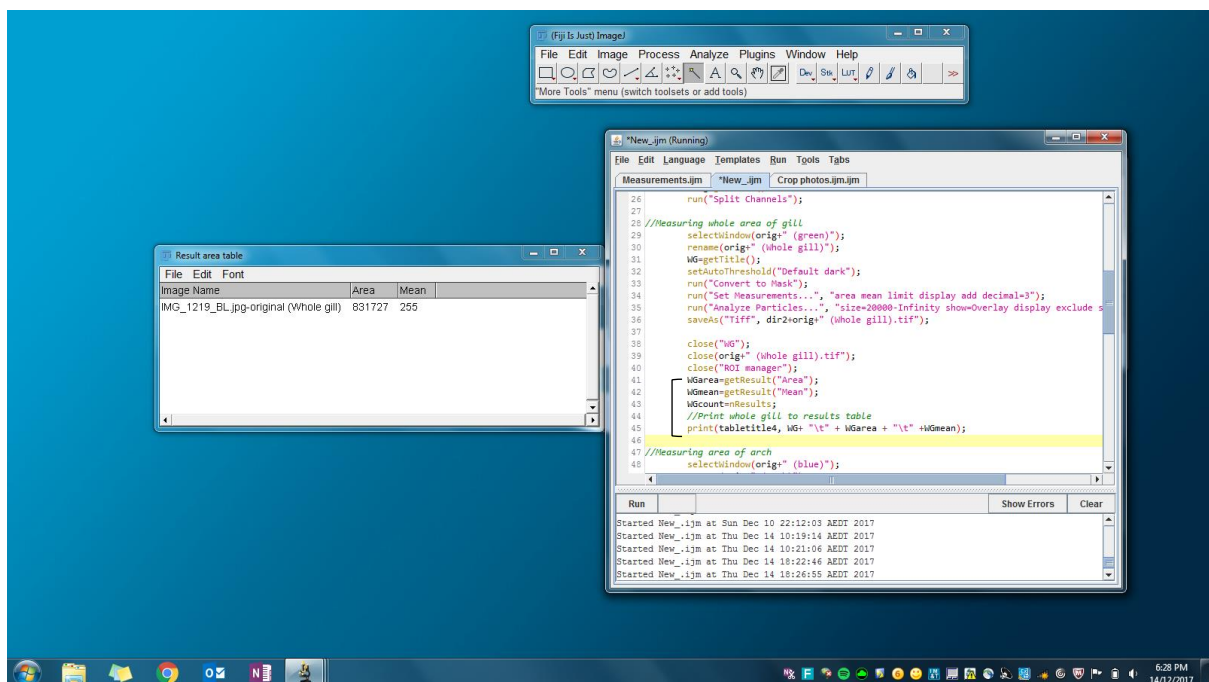 (Fiji Is Just) ImageJ
File Edit Image Process Analyze Plugins Window Help
A Dev Stk LUT >>
"More Tools" menu (switch toolsets or add tools)
*New_.ijm (Running)
File Edit Language Templates Run Tools Tabs
Measurements.ijm *New_.ijm Crop photos.ijm.ijm
26 run("Split Channels");
27
28 //Measuring whole area of gill
29 selectWindow(orig+" (green)");
30 rename(orig+" (Whole gill)");
31 WG=getTitle();
32 setAutoThreshold("Default dark");
33 run("Convert to Mask");
34 run("Set Measurements...", "area mean limit display add decimal=3");
35 run("Analyze Particles...", "size=20000-Infinity show=Overlay display exclude s
36 saveAs("Tiff", dir2+orig+" (Whole gill).tif");
37
38 close("WG");
39 close(orig+" (Whole gill).tif");
40 close("ROI manager");
41 WGarea=getResult("Area");
42 WGmean=getResult("Mean");
43 WGcount=nResults;
44 //Print whole gill to results table
45 print(tabletitle4, WG+ "\t" + WGarea + "\t" +WGmean);
46
47 //Measuring area of arch
48 selectWindow(orig+" (blue)");
Run Show Errors Clear
Started New_.ijm at Sun Dec 10 22:12:03 AEDT 2017
Started New_.ijm at Thu Dec 14 10:19:14 AEDT 2017
Started New_.ijm at Thu Dec 14 10:21:06 AEDT 2017
Started New_.ijm at Thu Dec 14 18:22:46 AEDT 2017
Started New_.ijm at Thu Dec 14 18:26:55 AEDT 2017
Result area table
File Edit Font
Image Name Area Mean
IMG_1219_BL.jpg-original (Whole gill) 831727 255
6:28 PM
14/12/2017